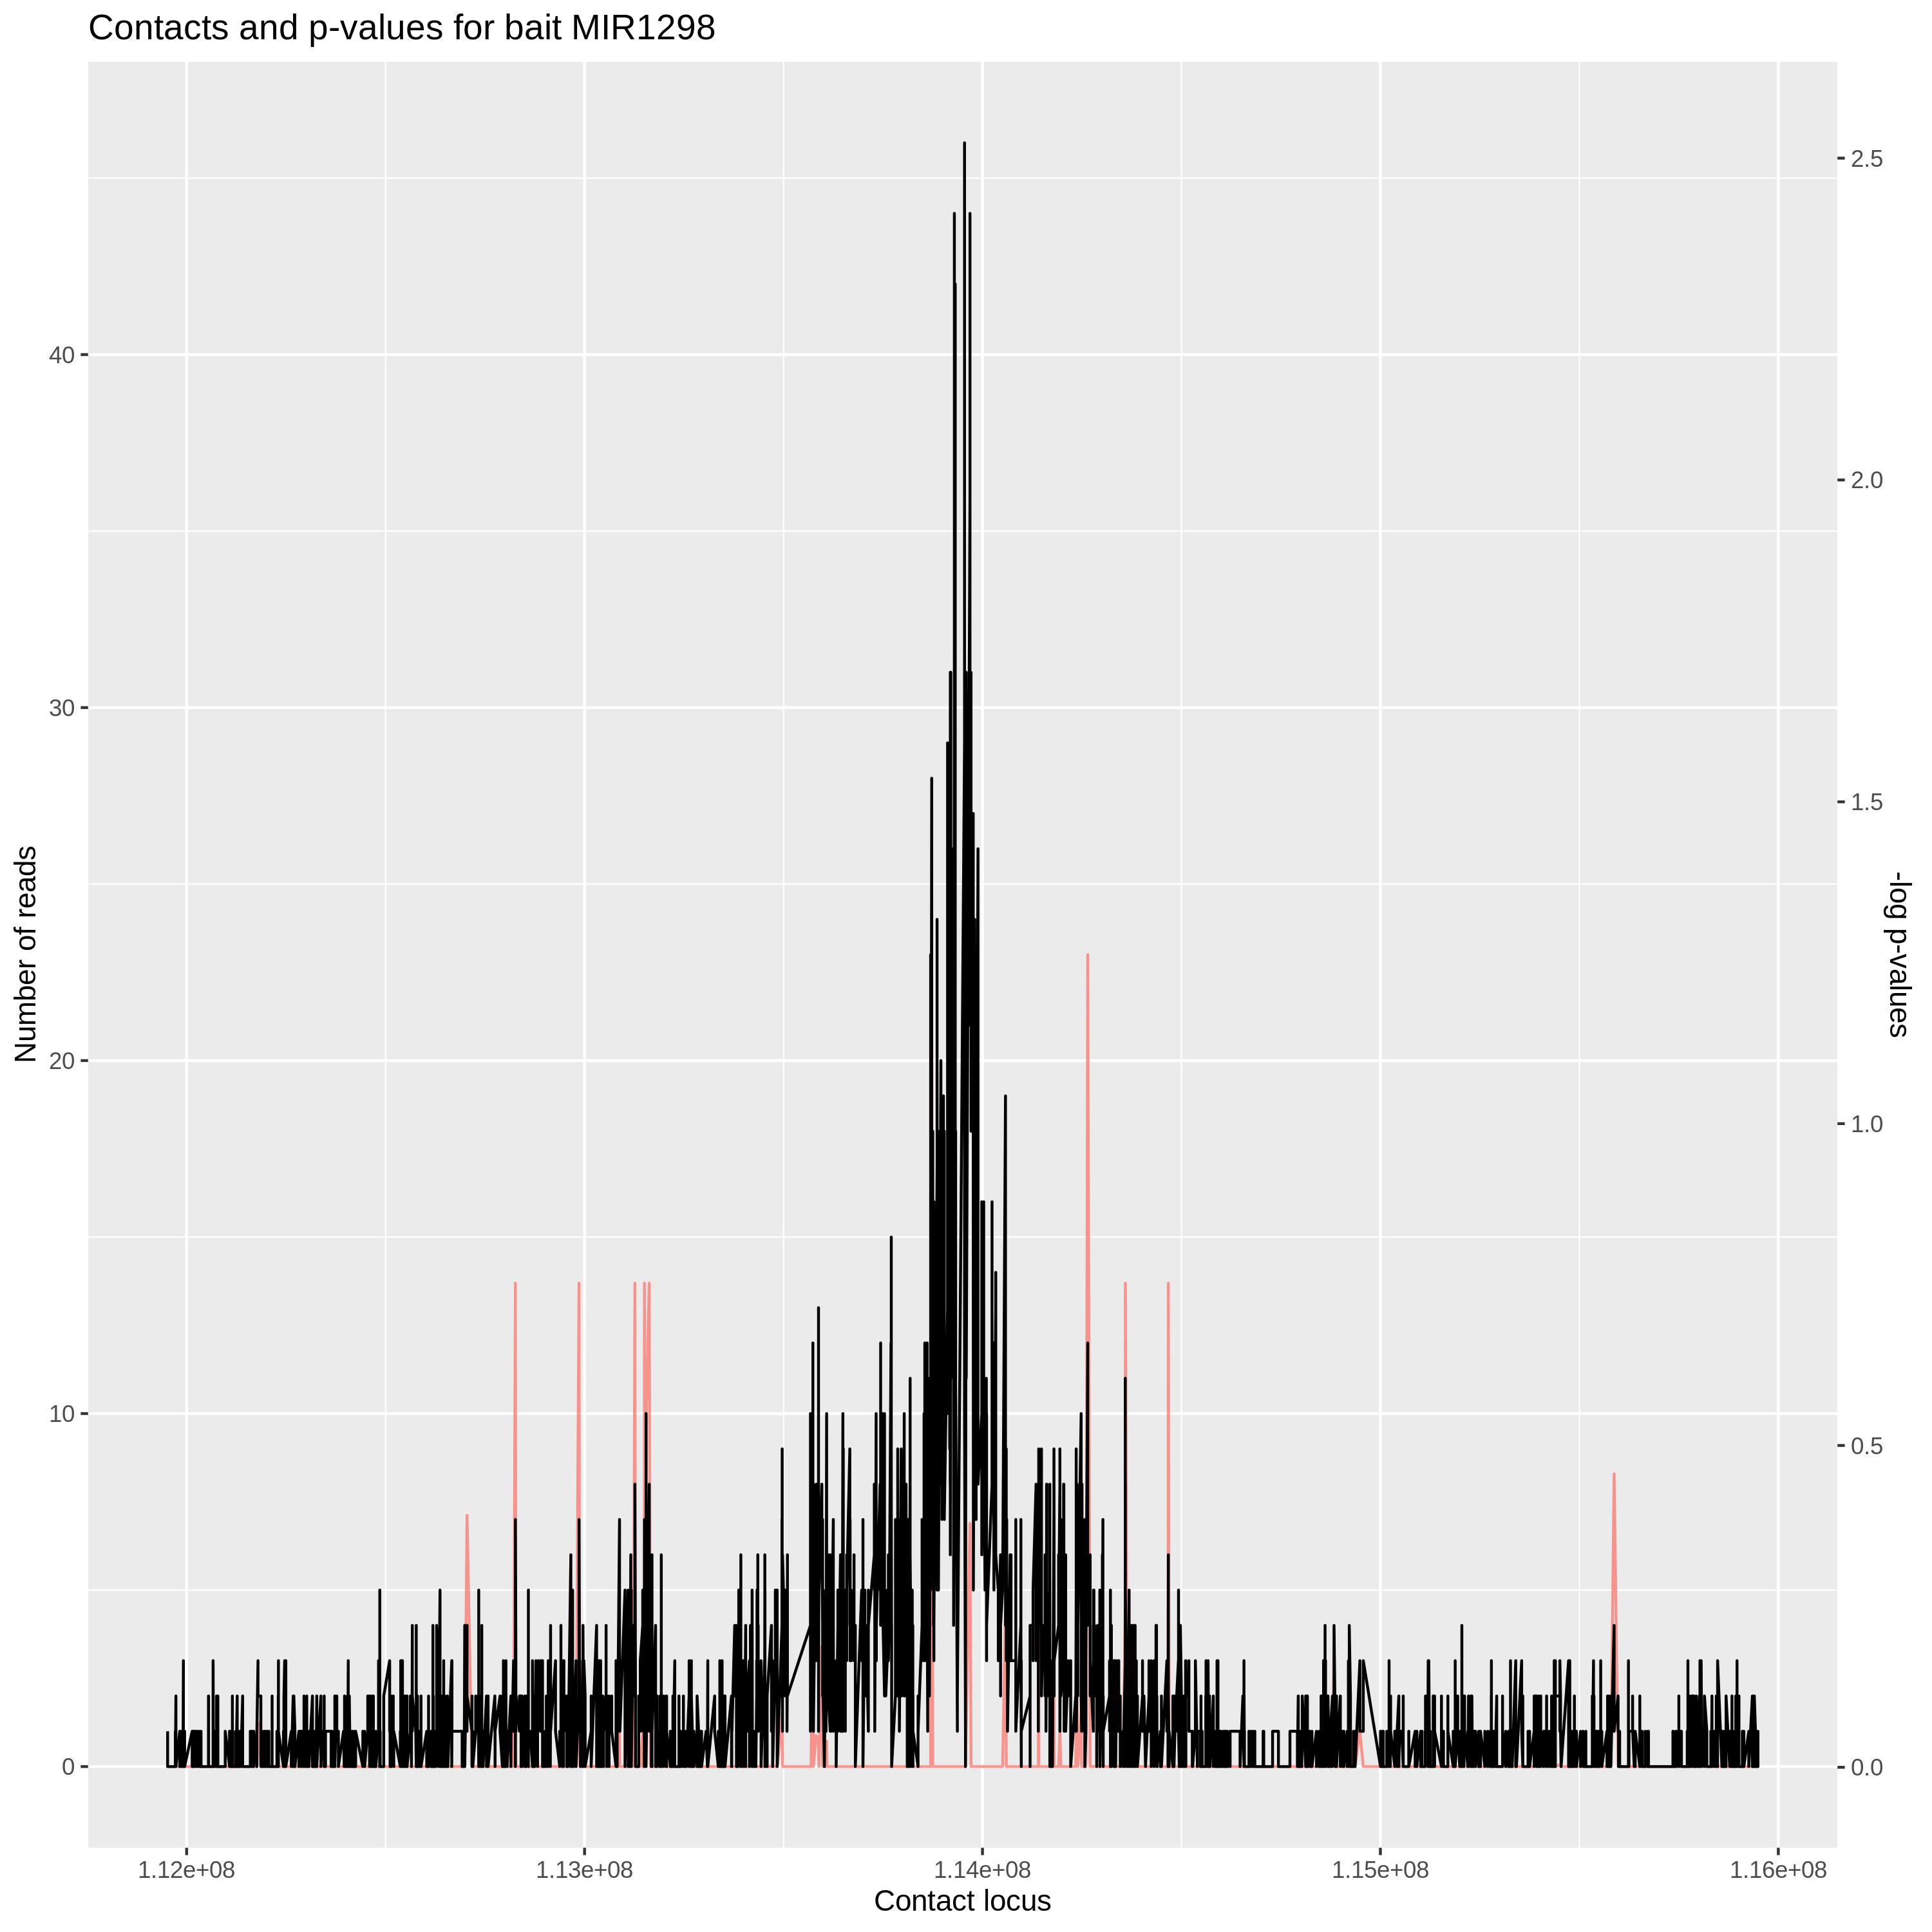 Contacts and p-values for bait MIR1298
Number of reads
40
30
20
10
0
2.5
2.0
1.5
1.0
0.5
0.0
-log p-values
1.12e+08
1.13e+08
1.14e+08
1.15e+08
1.16e+08
Contact locus